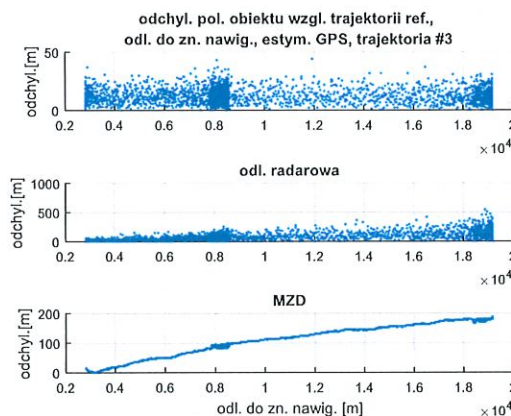 odchyl. pol. obiektu wzgl. trajektorii ref.,
odl. do zn. nawig., estym. GPS, trajektoria #3
odchyl.[m]
50
0
0.2 0.4 0.6 0.8 1 1.2 1.4 1.6 1.8 2
×10⁴
odl. radarowa
odchyl.[m]
1000
500
0
0.2 0.4 0.6 0.8 1 1.2 1.4 1.6 1.8 2
×10⁴
MZD
odchyl.[m]
200
100
0
0.2 0.4 0.6 0.8 1 1.2 1.4 1.6 1.8 2
odl. do zn. nawig. [m]
×10⁴